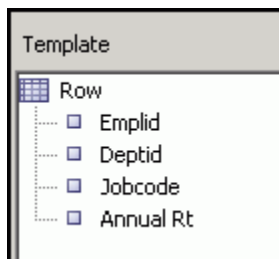 Template
Row
Emplid
Deptid
Jobcode
Annual Rt